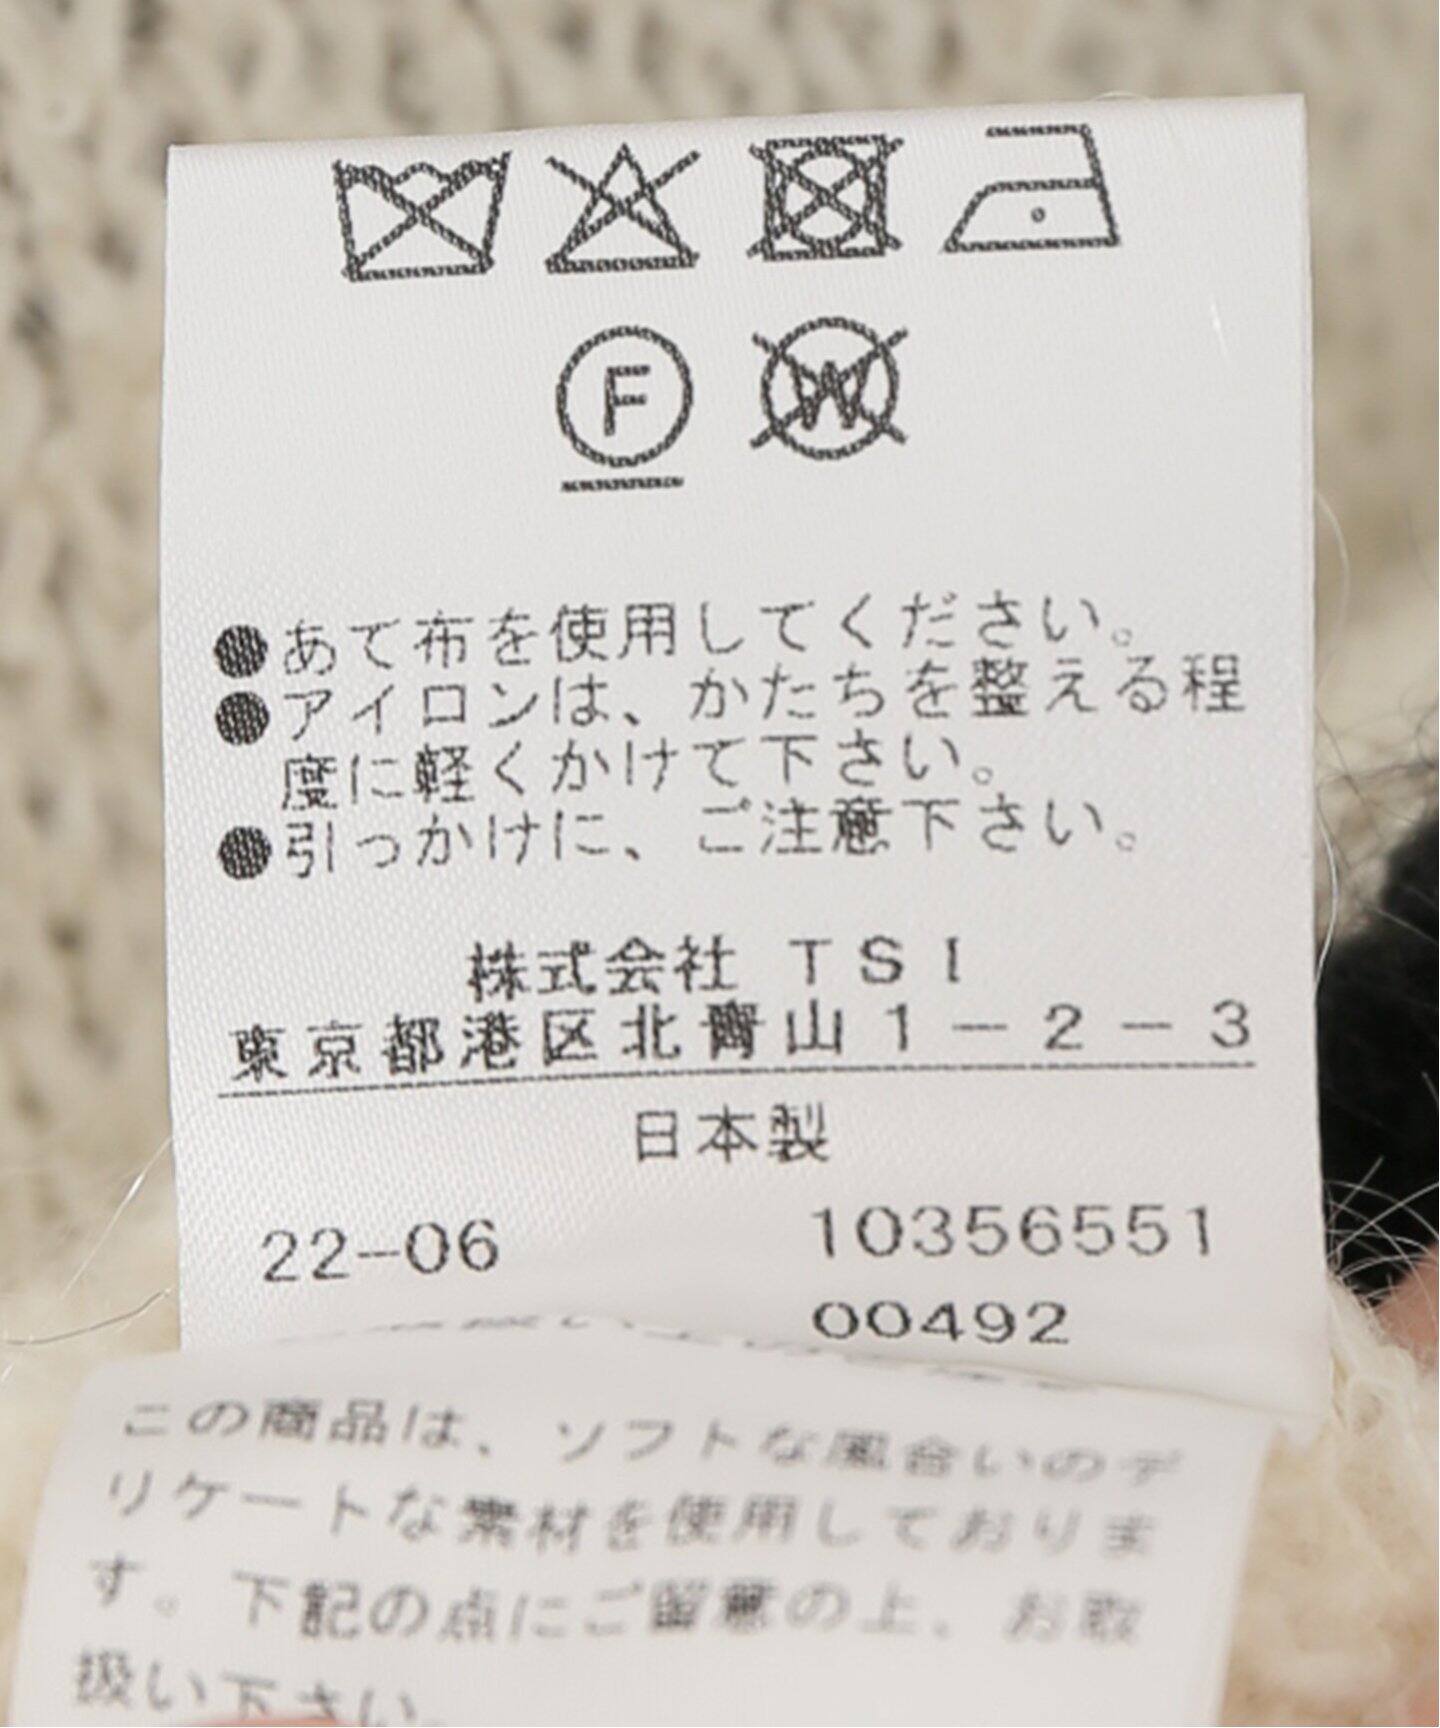 F W
●あて布を使用してください。
●アイロンは、かたちを整える程
度に軽くかけて下さい。
●引っかけに、ご注意下さい。
株式会社 TSI
東京都港区北青山1-2-3
日本製
22-06 10356551
00492
この商品は、ソフトな風合いのデ
リケートな素材を使用しておりま
す。下記の点にご留意の上、お取
扱い下さい。